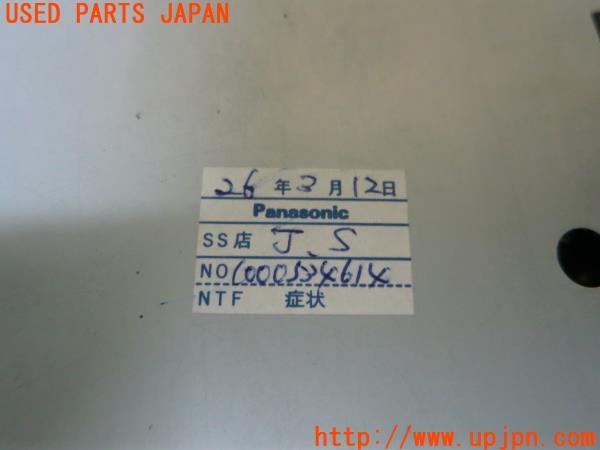 USED PARTS JAPAN
26年3月12日
Panasonic
SS店 J.S
NO 1000534614
NTF 症状
http://www.upjpn.com